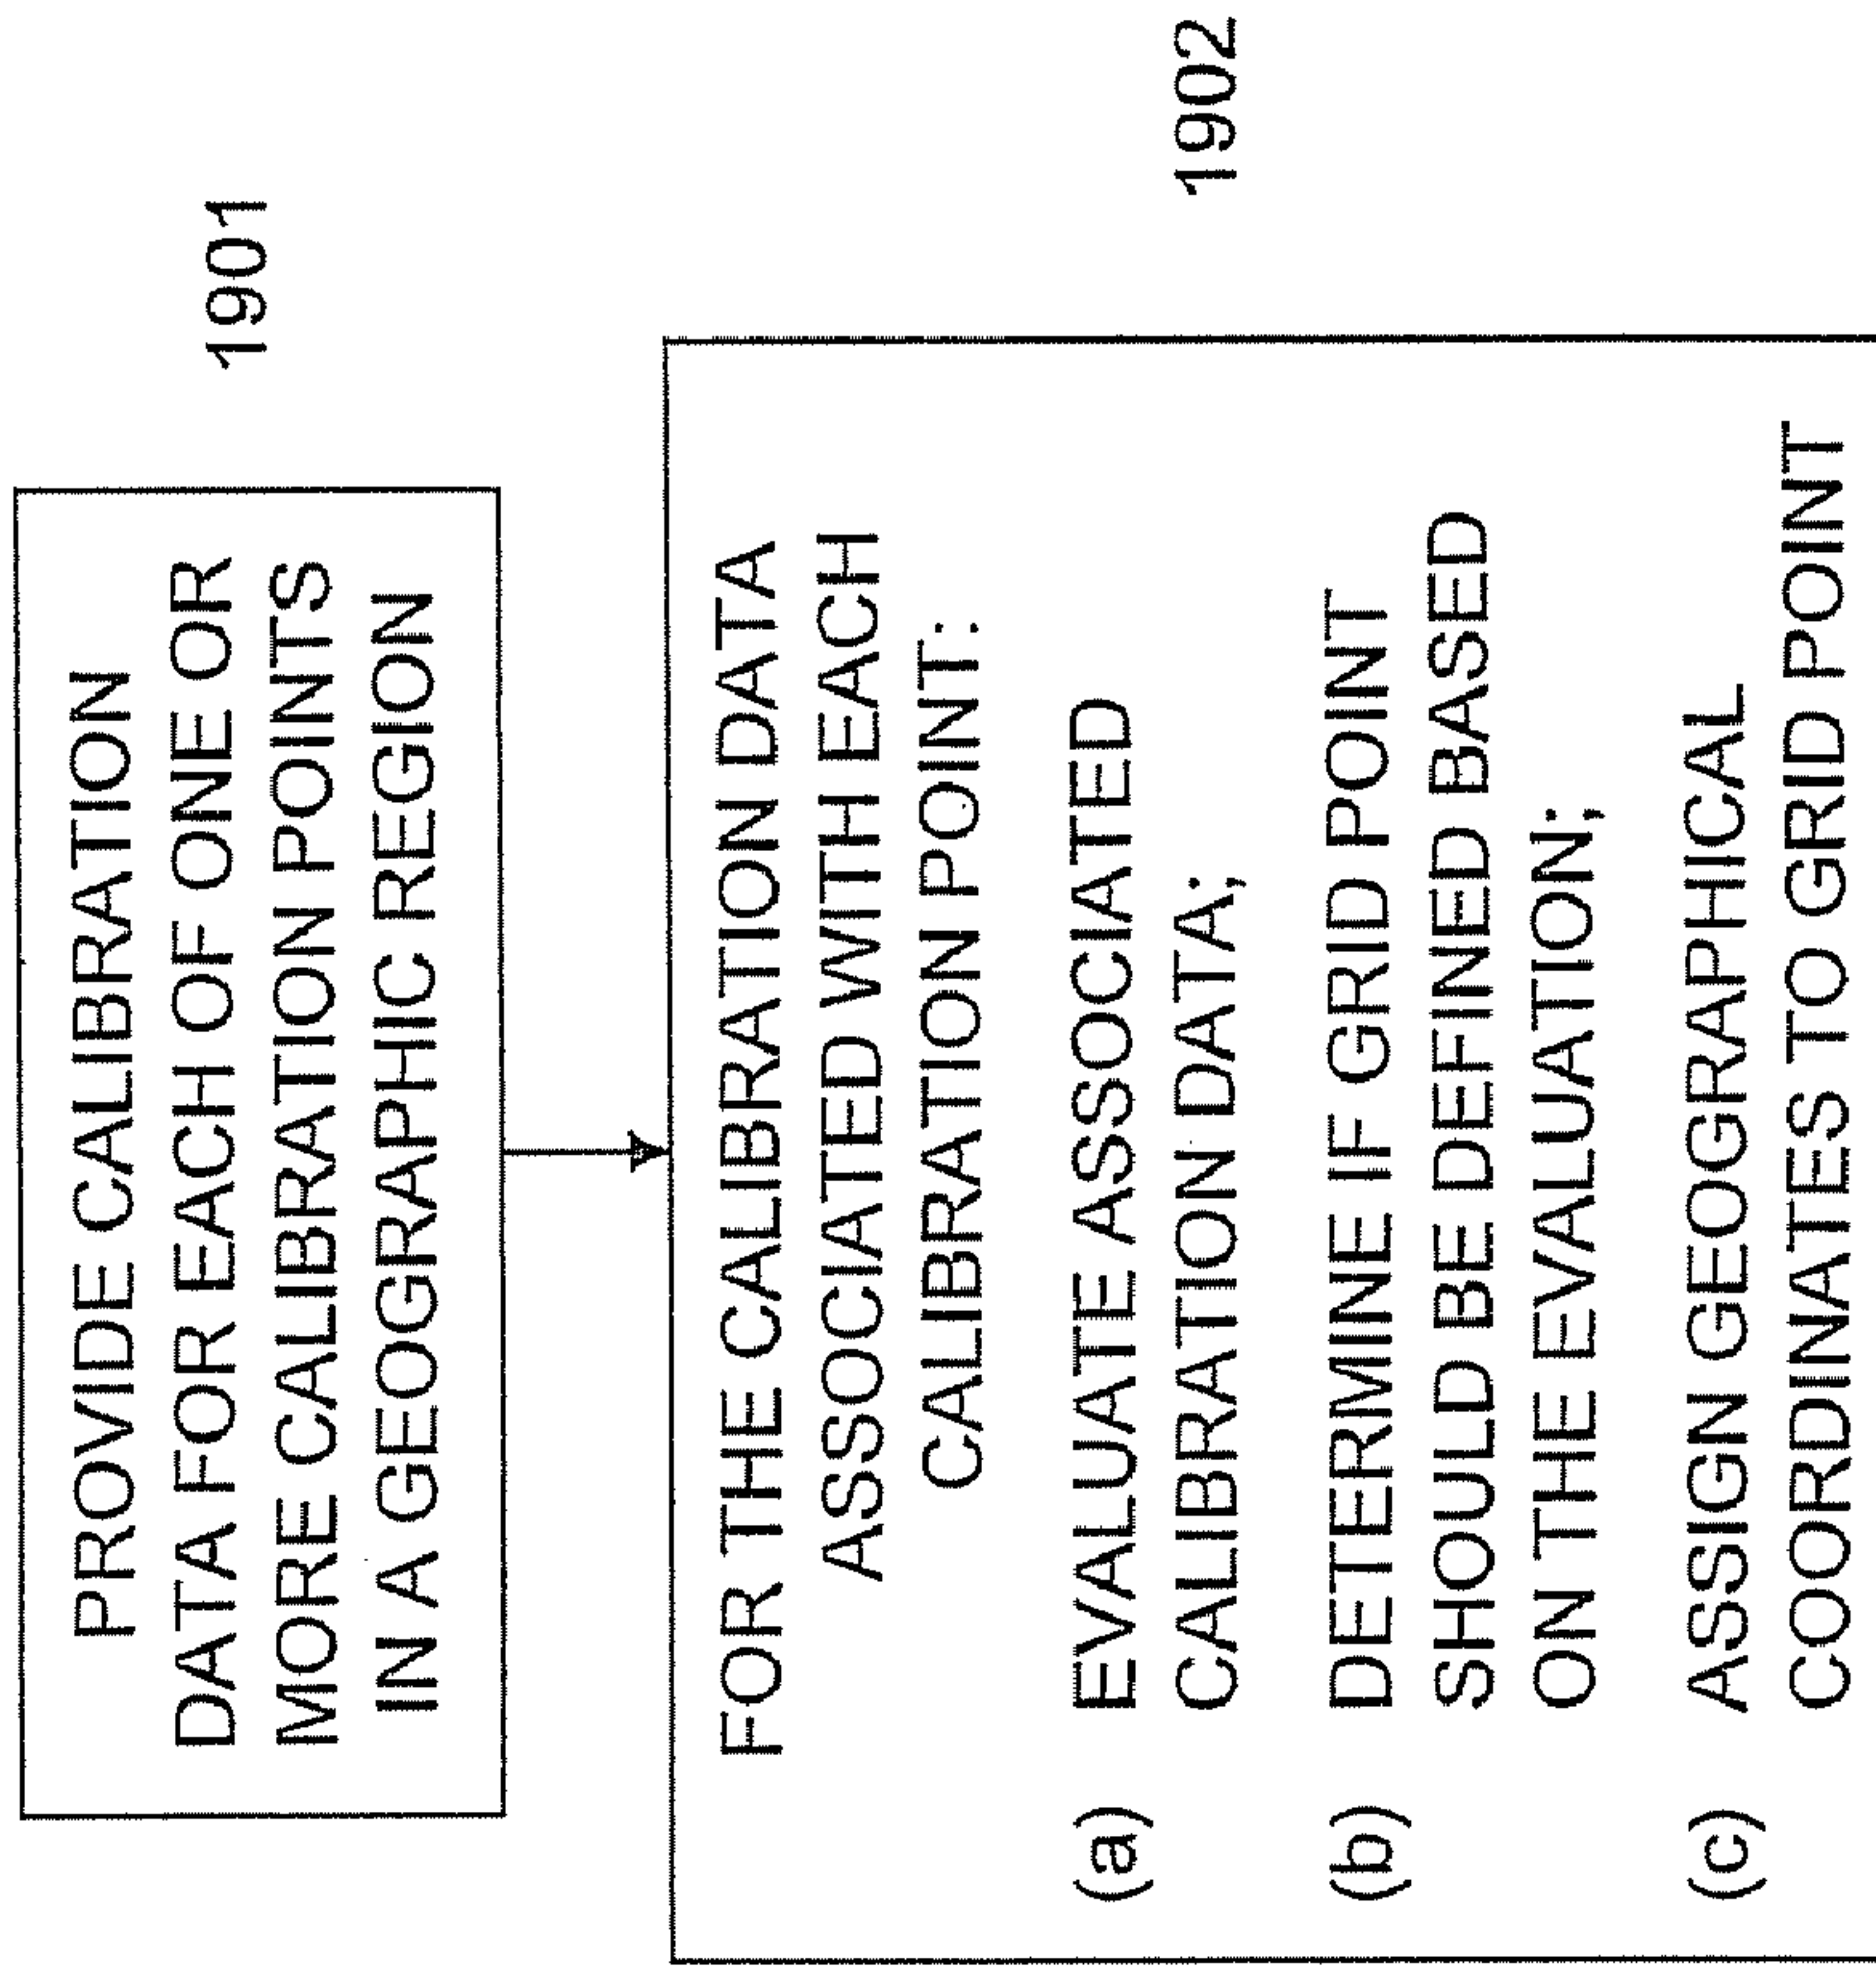 PROVIDE CALIBRATION
DATA FOR EACH OF ONE OR
MORE CALIBRATION POINTS
IN A GEOGRAPHIC REGION
1901
FOR THE CALIBRATION DATA
ASSOCIATED WITH EACH
CALIBRATION POINT:
(a) EVALUATE ASSOCIATED
CALIBRATION DATA;
(b) DETERMINE IF GRID POINT
SHOULD BE DEFINED BASED
ON THE EVALUATION;
(c) ASSIGN GEOGRAPHICAL
COORDINATES TO GRID POINT
1902